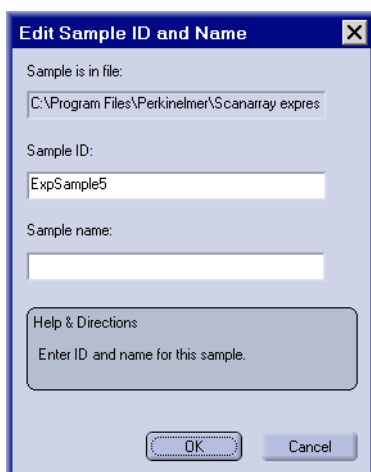 Edit Sample ID and Name
Sample is in file:
C:\Program Files\Perkinelmer\Scanarray expres
Sample ID:
ExpSample5
Sample name:
Help & Directions
Enter ID and name for this sample.
OK Cancel